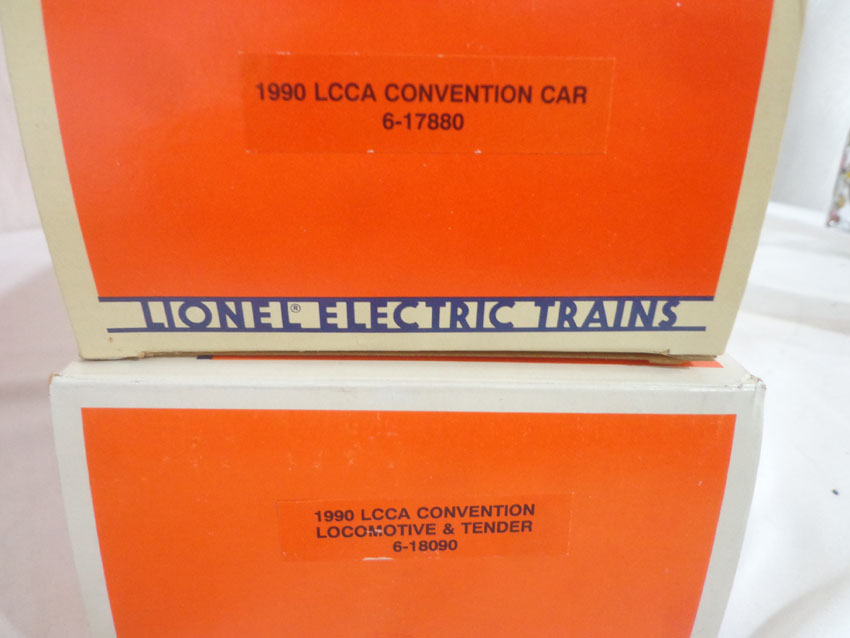 1990 LCCA CONVENTION CAR
6-17880
LIONEL® ELECTRIC TRAINS
1990 LCCA CONVENTION
LOCOMOTIVE & TENDER
6-18090